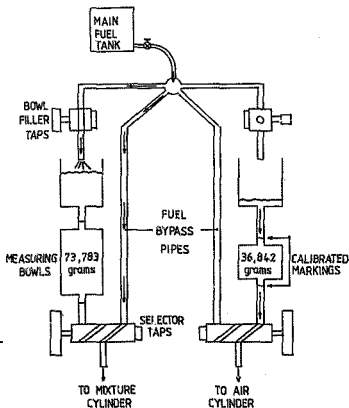 MAIN
FUEL
TANK
BOWL
FILLER
TAPS
FUEL
BYPASS
PIPES
MEASURING
BOWLS
73,783
grams
36,842
grams
CALIBRATED
MARKINGS
SELECTOR
TAPS
TO MIXTURE
CYLINDER
TO AIR
CYLINDER